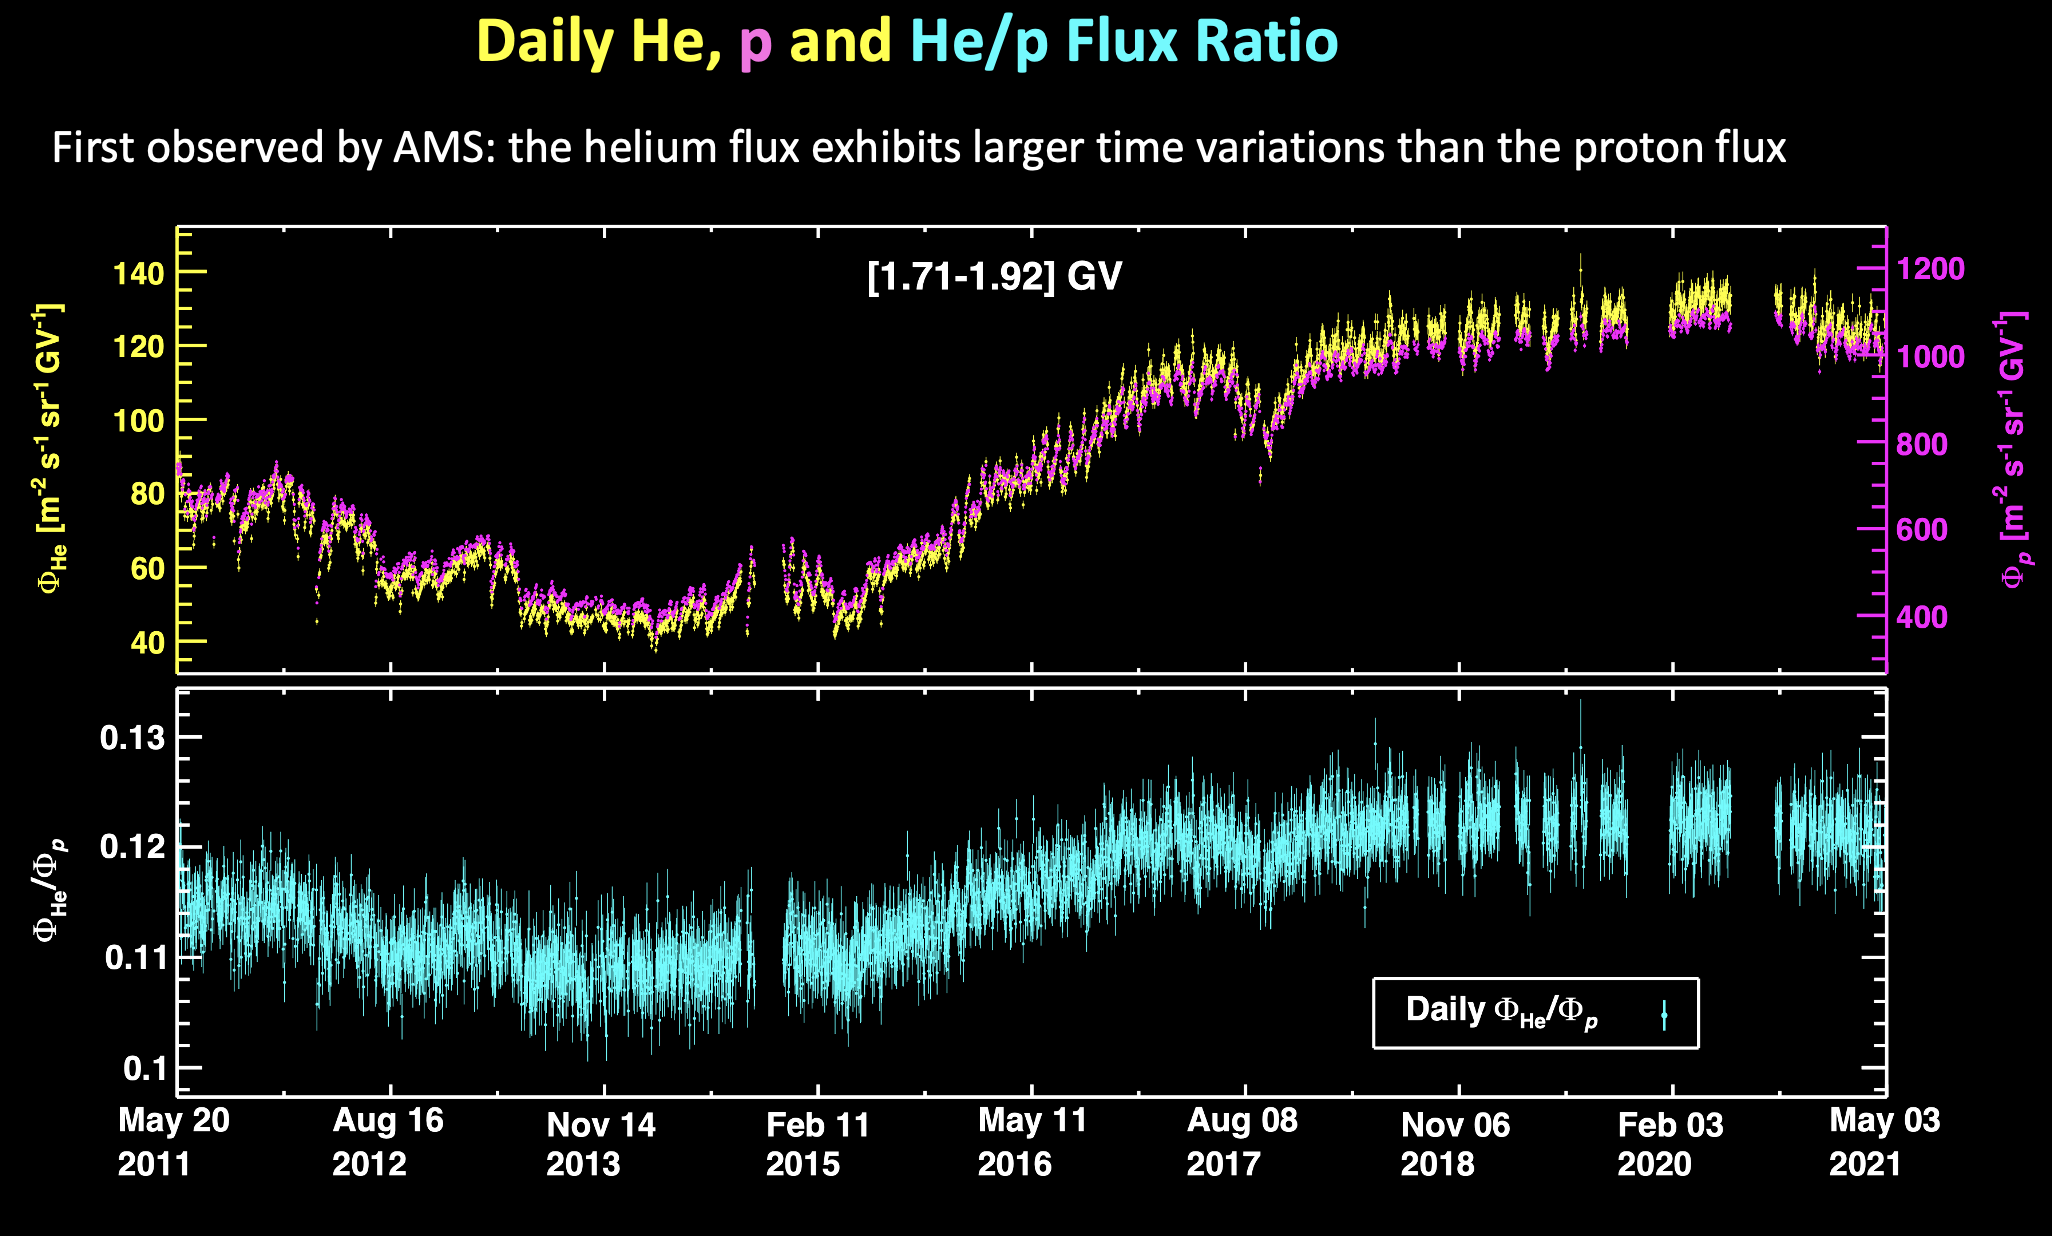 Daily He, p and He/p Flux Ratio
First observed by AMS: the helium flux exhibits larger time variations than the proton flux
[1.71-1.92] GV
ΦHe [m-2 s-1 sr-1 GV-1]
140
120
100
80
60
40
1200
1000
800
600
400
Φp [m-2 s-1 sr-1 GV-1]
ΦHe/Φp
0.13
0.12
0.11
0.1
Daily ΦHe/Φp
May 20 Aug 16 Nov 14 Feb 11 May 11 Aug 08 Nov 06 Feb 03 May 03
2011 2012 2013 2015 2016 2017 2018 2020 2021